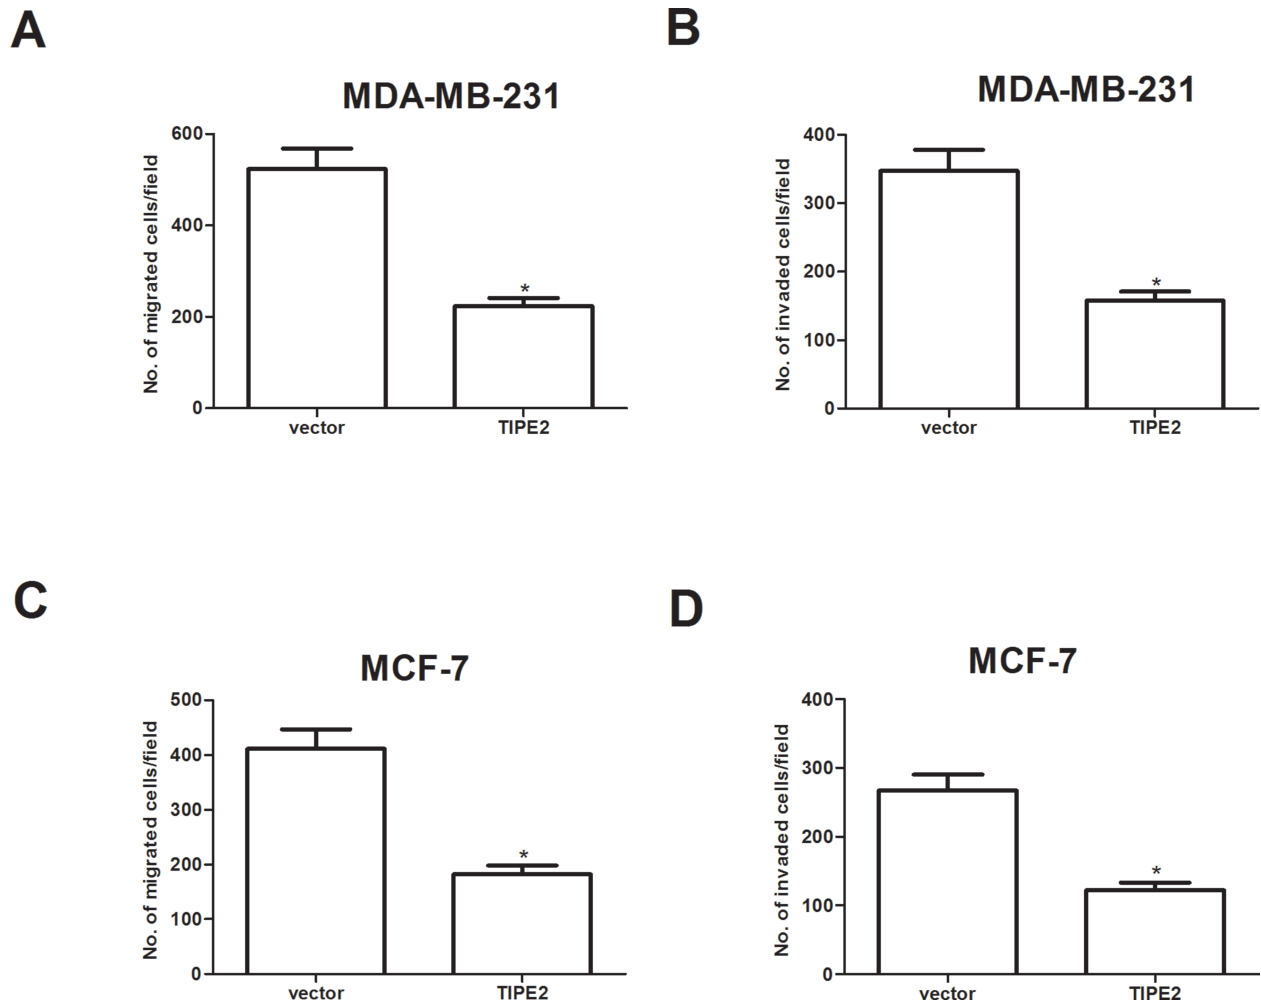 A
MDA-MB-231
No. of migrated cells/field
600
400
200
0
*
vector
TIPE2
B
MDA-MB-231
No. of invaded cells/field
400
300
200
100
0
*
vector
TIPE2
C
MCF-7
No. of migrated cells/field
500
400
300
200
100
0
*
vector
TIPE2
D
MCF-7
No. of invaded cells/field
400
300
200
100
0
*
vector
TIPE2